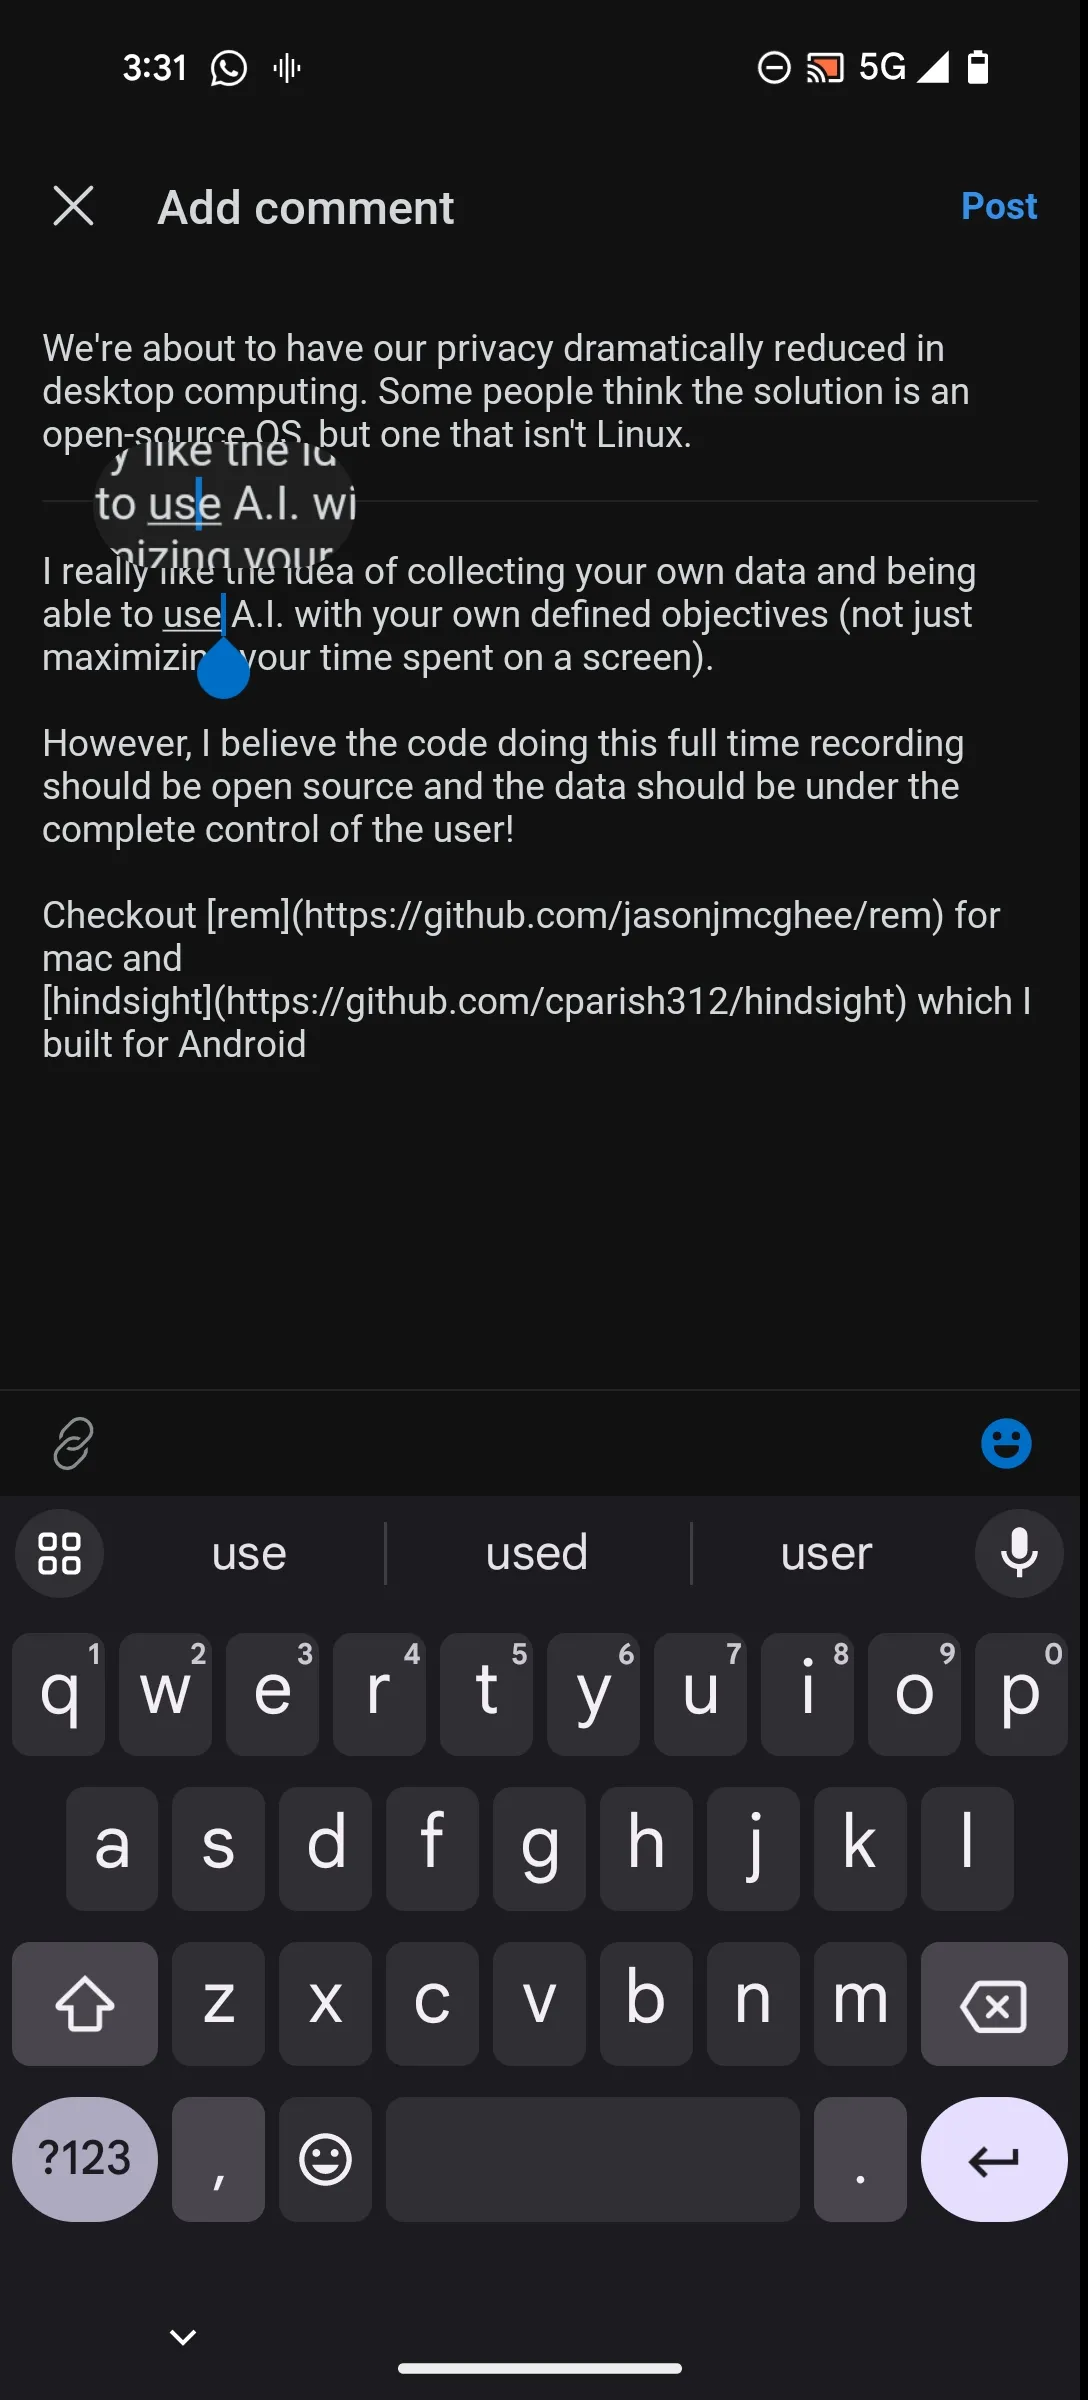 3:31 5G
Add comment Post
We're about to have our privacy dramatically reduced in
desktop computing. Some people think the solution is an
open-source OS, but one that isn't Linux.
y like the id
to use A.I. wi
mizing your
I really like the idea of collecting your own data and being
able to use A.I. with your own defined objectives (not just
maximizing your time spent on a screen).
However, I believe the code doing this full time recording
should be open source and the data should be under the
complete control of the user!
Checkout [rem](https://github.com/jasonjmcghee/rem) for
mac and
[hindsight](https://github.com/cparish312/hindsight) which I
built for Android
use used user
1 2 3 4 5 6 7 8 9 0
q w e r t y u i o p
a s d f g h j k l
z x c v b n m
?123 , .